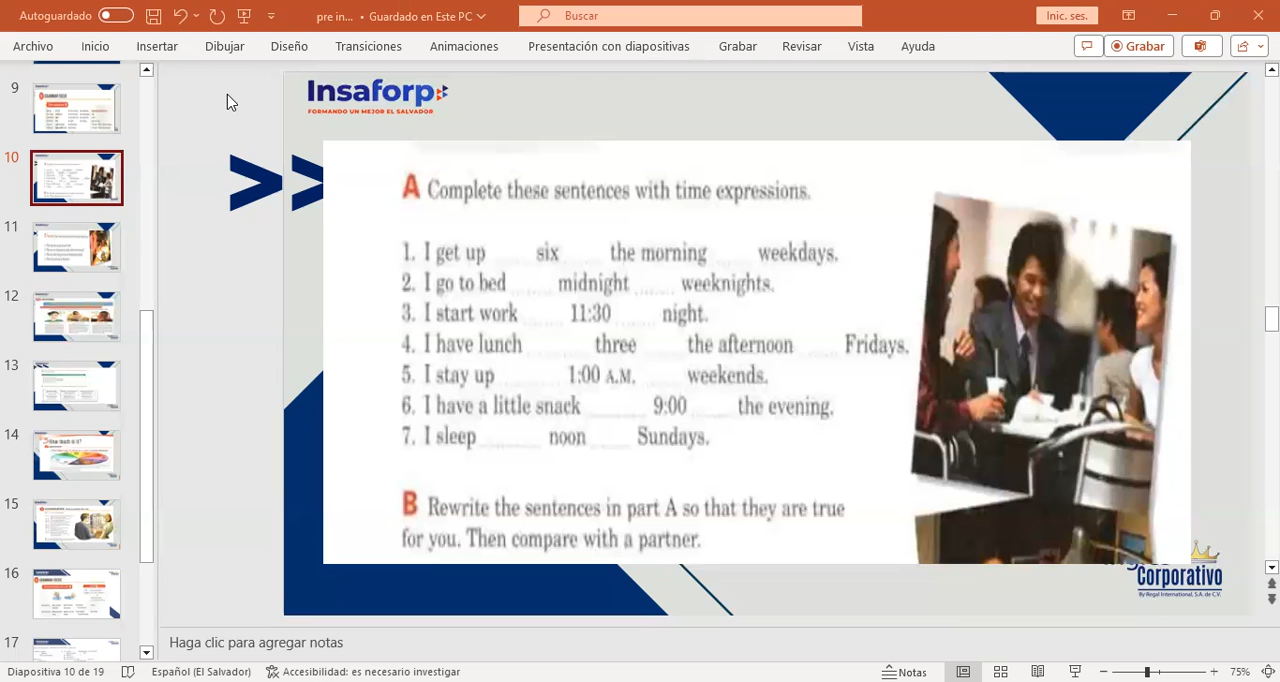 Autoguardado
pre in... • Guardado en Este PC
Buscar
Inic. ses.
Archivo Inicio Insertar Dibujar Diseño Transiciones Animaciones Presentación con diapositivas Grabar Revisar Vista Ayuda
Grabar
9
10
11
12
13
14
15
16
17
Insaforp
FORMANDO UN MEJOR EL SALVADOR
A Complete these sentences with time expressions.
1. I get up ...... six ...... the morning ...... weekdays.
2. I go to bed ...... midnight ...... weeknights.
3. I start work ...... 11:30 ...... night.
4. I have lunch ...... three ...... the afternoon ...... Fridays.
5. I stay up ...... 1:00 A.M. ...... weekends.
6. I have a little snack ...... 9:00 ...... the evening.
7. I sleep ...... noon ...... Sundays.
B Rewrite the sentences in part A so that they are true
for you. Then compare with a partner.
Corporativo
By Regal International, S.A. de C.V.
Haga clic para agregar notas
Diapositiva 10 de 19 Español (El Salvador) Accesibilidad: es necesario investigar Notas 75%